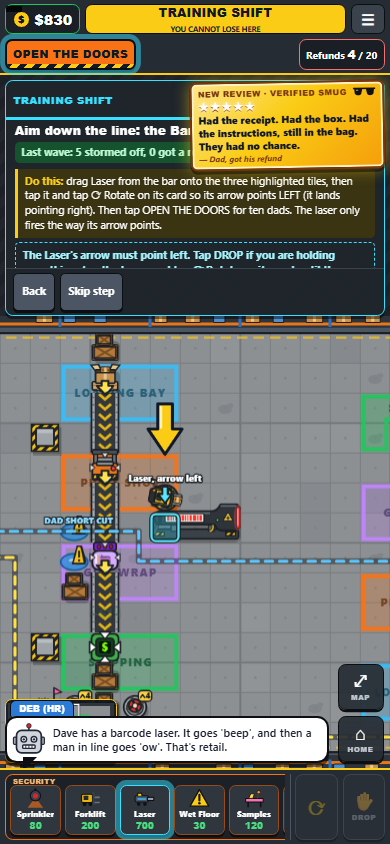 $ $830
TRAINING SHIFT
YOU CANNOT LOSE HERE
OPEN THE DOORS
Refunds 4 / 20
TRAINING SHIFT
NEW REVIEW · VERIFIED SMUG
★★★★★
Had the receipt. Had the box. Had
the instructions, still in the bag.
They had no chance.
— Dad, got his refund
Aim down the line: the Bar
Last wave: 5 stormed off, 0 got a r
Do this: drag Laser from the bar onto the three highlighted tiles, then
tap it and tap ⟳ Rotate on its card so its arrow points LEFT (it lands
pointing right). Then tap OPEN THE DOORS for ten dads. The laser only
fires the way its arrow points.
The Laser's arrow must point left. Tap DROP if you are holding
Back
Skip step
BAY
Laser, arrow left
DAD SHORT CUT
WRAP
$
PING
MAP
DEB (HR)
Dave has a barcode laser. It goes 'beep', and then a
man in line goes 'ow'. That's retail.
HOME
SECURITY
Sprinkler
80
Forklift
200
Laser
700
Wet Floor
30
Samples
120
DROP